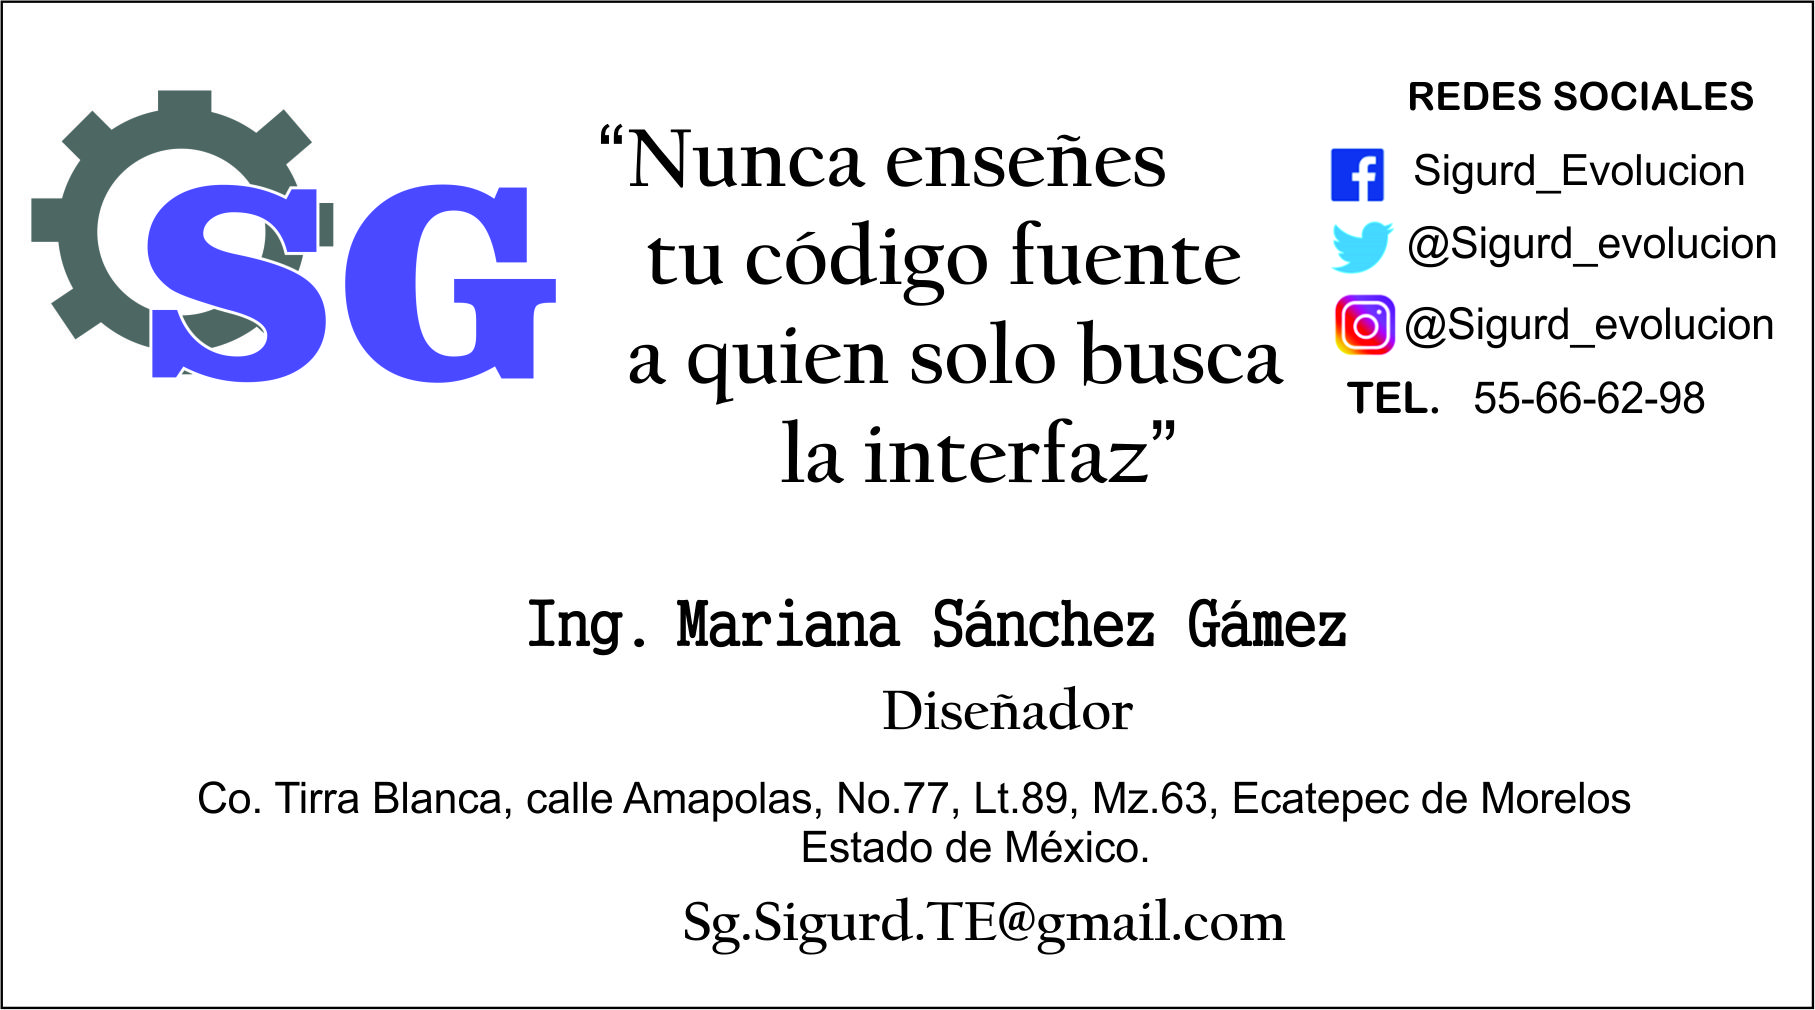 SG
“Nunca enseñes
tu código fuente
a quien solo busca
la interfaz”
REDES SOCIALES
Sigurd_Evolucion
@Sigurd_evolucion
@Sigurd_evolucion
TEL. 55-66-62-98
Ing. Mariana Sánchez Gámez
Diseñador
Co. Tirra Blanca, calle Amapolas, No.77, Lt.89, Mz.63, Ecatepec de Morelos
Estado de México.
Sg.Sigurd.TE@gmail.com